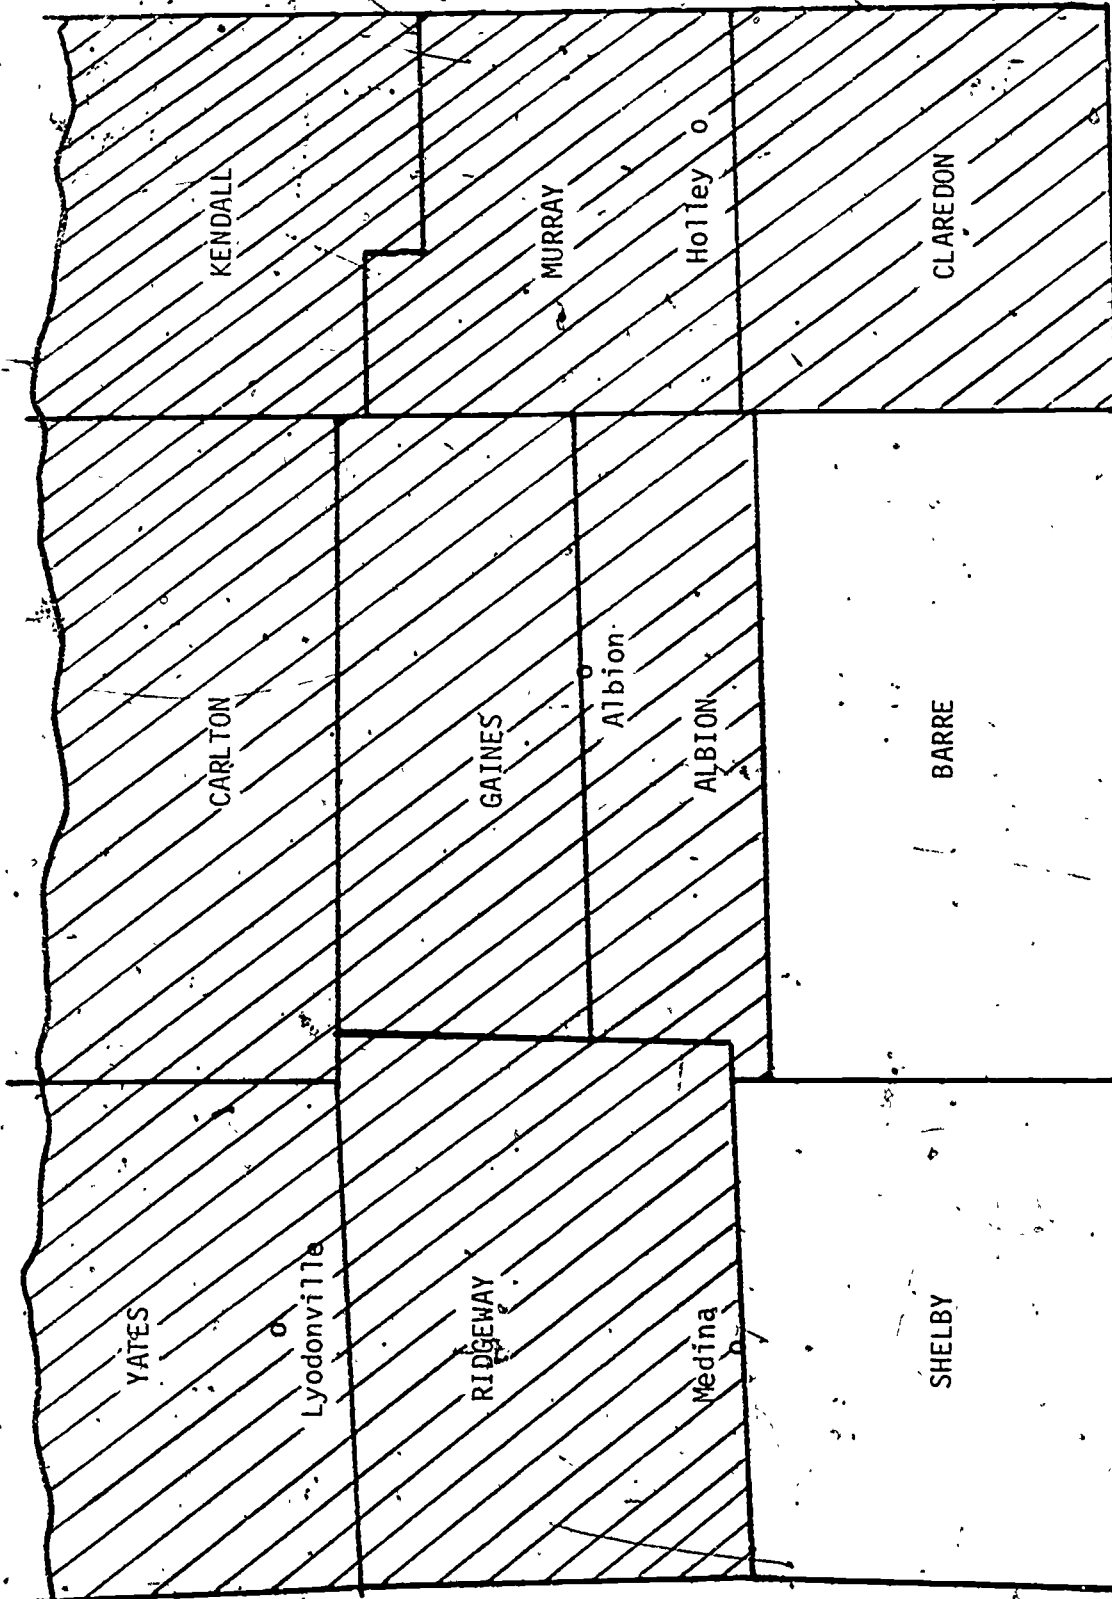 YATES
CARLTON
KENDALL
Lyodonville
RIDGEWAY
GAINES
MURRAY
Albion
Medina
ALBION
Holley
SHELBY
BARRE
CLAREDON